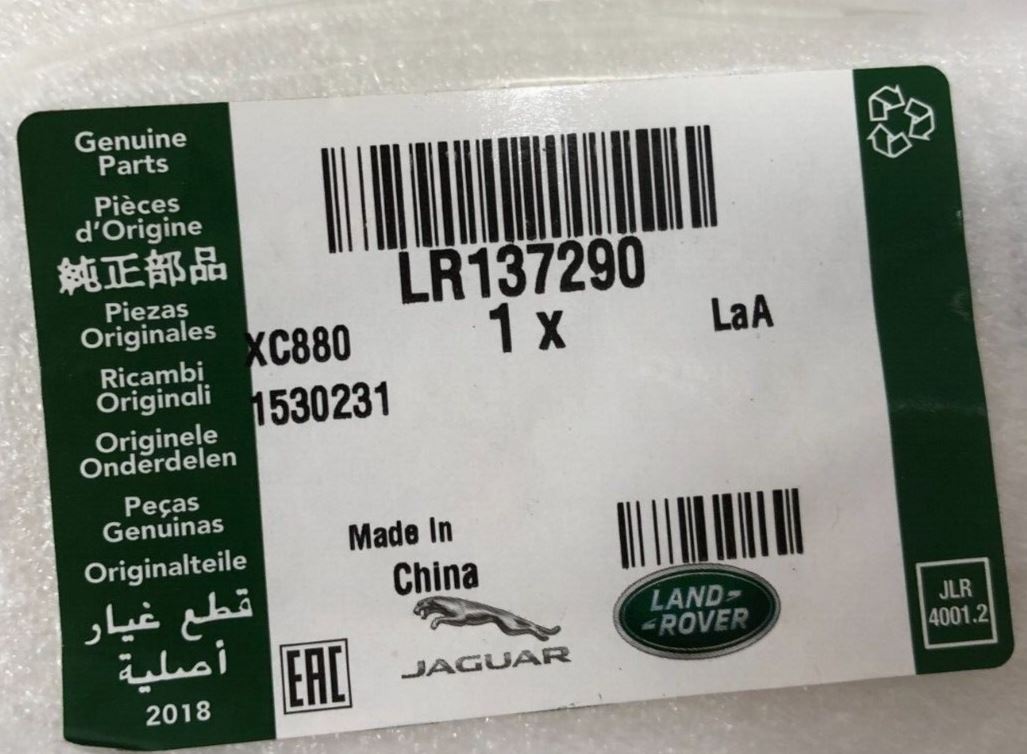 Genuine
Parts
Pièces
d'Origine
純正部品
Piezas
Originales
Ricambi
Originali
Originele
Onderdelen
Peças
Genuinas
Originalteile
قطع غيار
أصلية
2018
LR137290
1 x
LaA
XC880
1530231
Made In
China
JAGUAR
LAND-
-ROVER
EAC
JLR
4001.2